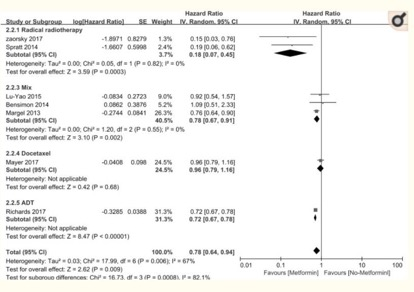 Hazard Ratio Hazard Ratio
Study or Subgroup log[Hazard Ratio] SE Weight IV. Random. 95% CI IV. Random. 95% CI
2.2.1 Radical radiotherapy
zaorsky 2017 -1.8971 0.8279 1.3% 0.15 [0.03, 0.76]
Spratt 2014 -1.6607 0.5998 2.4% 0.19 [0.06, 0.62]
Subtotal (95% CI) 3.7% 0.18 [0.07, 0.45]
Heterogeneity: Tau² = 0.00; Chi² = 0.05, df = 1 (P = 0.82); I² = 0%
Test for overall effect: Z = 3.59 (P = 0.0003)
2.2.3 Mix
Lu-Yao 2015 -0.0834 0.2723 9.0% 0.92 [0.54, 1.57]
Bensimon 2014 0.0862 0.3876 5.1% 1.09 [0.51, 2.33]
Margel 2013 -0.2744 0.0841 26.3% 0.76 [0.64, 0.90]
Subtotal (95% CI) 40.5% 0.78 [0.67, 0.91]
Heterogeneity: Tau² = 0.00; Chi² = 1.20, df = 2 (P = 0.55); I² = 0%
Test for overall effect: Z = 3.10 (P = 0.002)
2.2.4 Docetaxel
Mayer 2017 -0.0408 0.098 24.5% 0.96 [0.79, 1.16]
Subtotal (95% CI) 24.5% 0.96 [0.79, 1.16]
Heterogeneity: Not applicable
Test for overall effect: Z = 0.42 (P = 0.68)
2.2.5 ADT
Richards 2017 -0.3285 0.0388 31.3% 0.72 [0.67, 0.78]
Subtotal (95% CI) 31.3% 0.72 [0.67, 0.78]
Heterogeneity: Not applicable
Test for overall effect: Z = 8.47 (P < 0.00001)
Total (95% CI) 100.0% 0.78 [0.64, 0.94]
Heterogeneity: Tau² = 0.03; Chi² = 17.99, df = 6 (P = 0.006); I² = 67%
Test for overall effect: Z = 2.62 (P = 0.009)
Test for subgroup differences: Chi² = 16.73, df = 3 (P = 0.0008), I² = 82.1%
0.01 0.1 1 10 100
Favours [Metformin] Favours [No-Metformin]